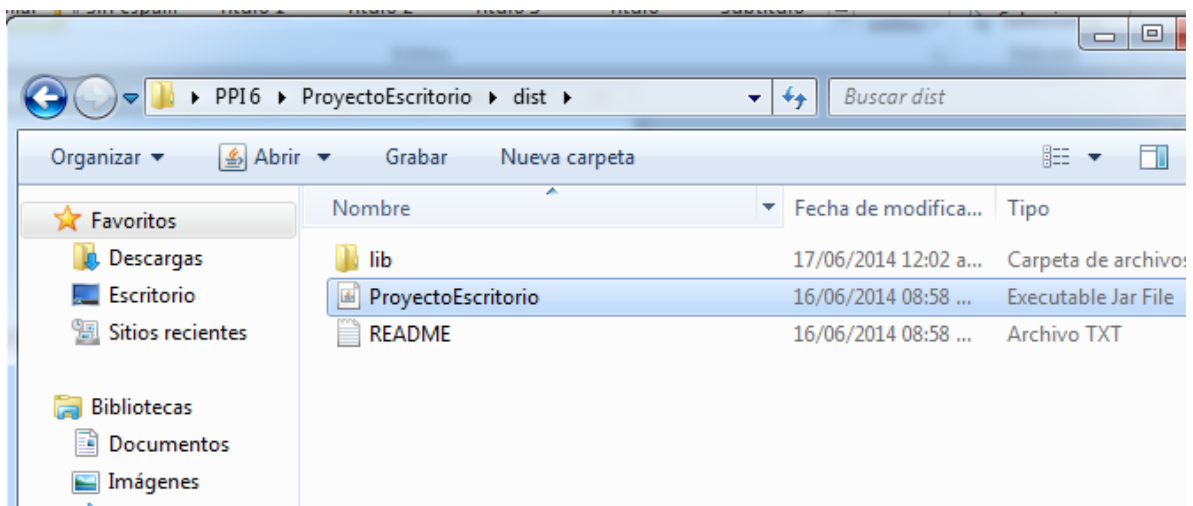 PPI6 ProyectoEscritorio dist Buscar dist
Organizar Abrir Grabar Nueva carpeta
Favoritos Nombre Fecha de modifica... Tipo
Descargas lib 17/06/2014 12:02 a... Carpeta de archivos
Escritorio ProyectoEscritorio 16/06/2014 08:58 ... Executable Jar File
Sitios recientes README 16/06/2014 08:58 ... Archivo TXT
Bibliotecas
Documentos
Imágenes